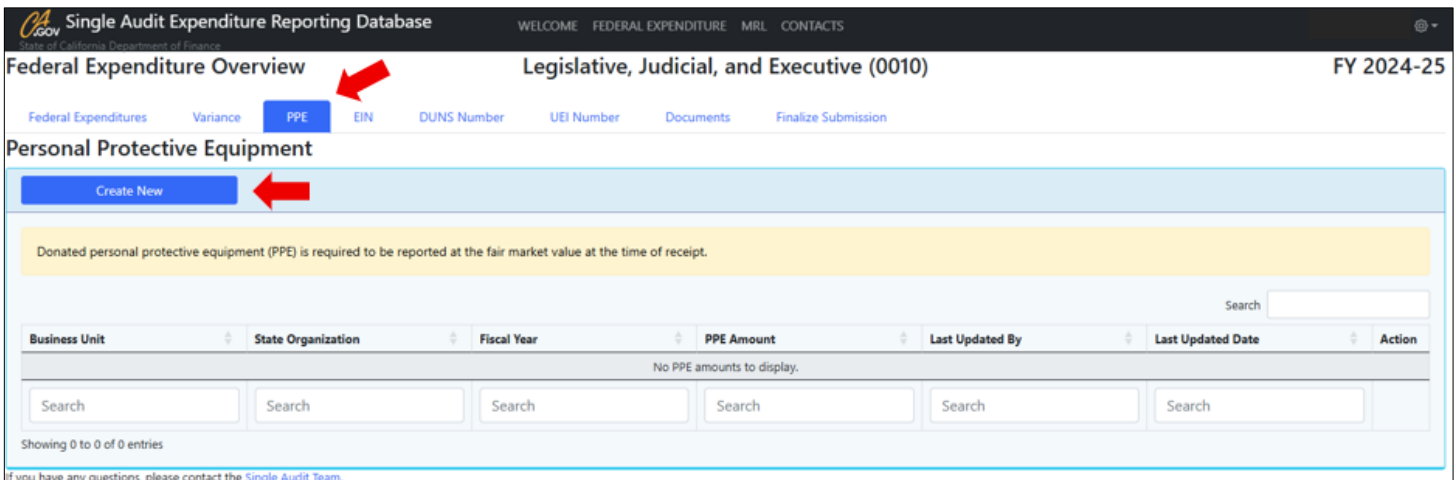 CA.GOV Single Audit Expenditure Reporting Database WELCOME FEDERAL EXPENDITURE MRL CONTACTS
State of California Department of Finance
Federal Expenditure Overview Legislative, Judicial, and Executive (0010) FY 2024-25
Federal Expenditures Variance PPE EIN DUNS Number UEI Number Documents Finalize Submission
Personal Protective Equipment
Create New
Donated personal protective equipment (PPE) is required to be reported at the fair market value at the time of receipt.
Search
Business Unit State Organization Fiscal Year PPE Amount Last Updated By Last Updated Date Action
No PPE amounts to display.
Search Search Search Search Search Search
Showing 0 to 0 of 0 entries
If you have any questions, please contact the Single Audit Team.